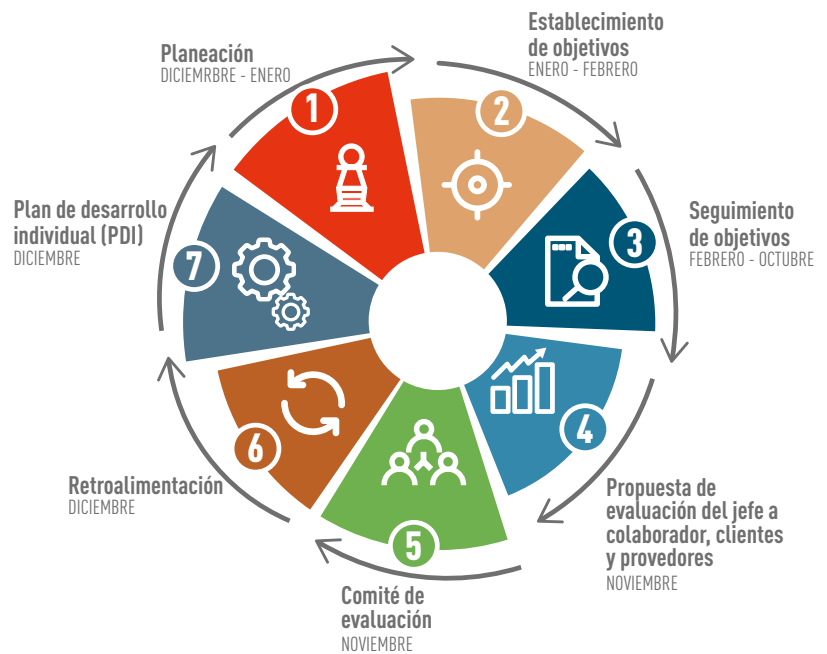 1
Planeación
DICIEMRBRE - ENERO
2
Establecimiento
de objetivos
ENERO - FEBRERO
3
Seguimiento
de objetivos
FEBRERO - OCTUBRE
4
Propuesta de
evaluación del jefe a
colaborador, clientes
y provedores
NOVIEMBRE
5
Comité de
evaluación
NOVIEMBRE
6
Retroalimentación
DICIEMBRE
7
Plan de desarrollo
individual (PDI)
DICIEMBRE